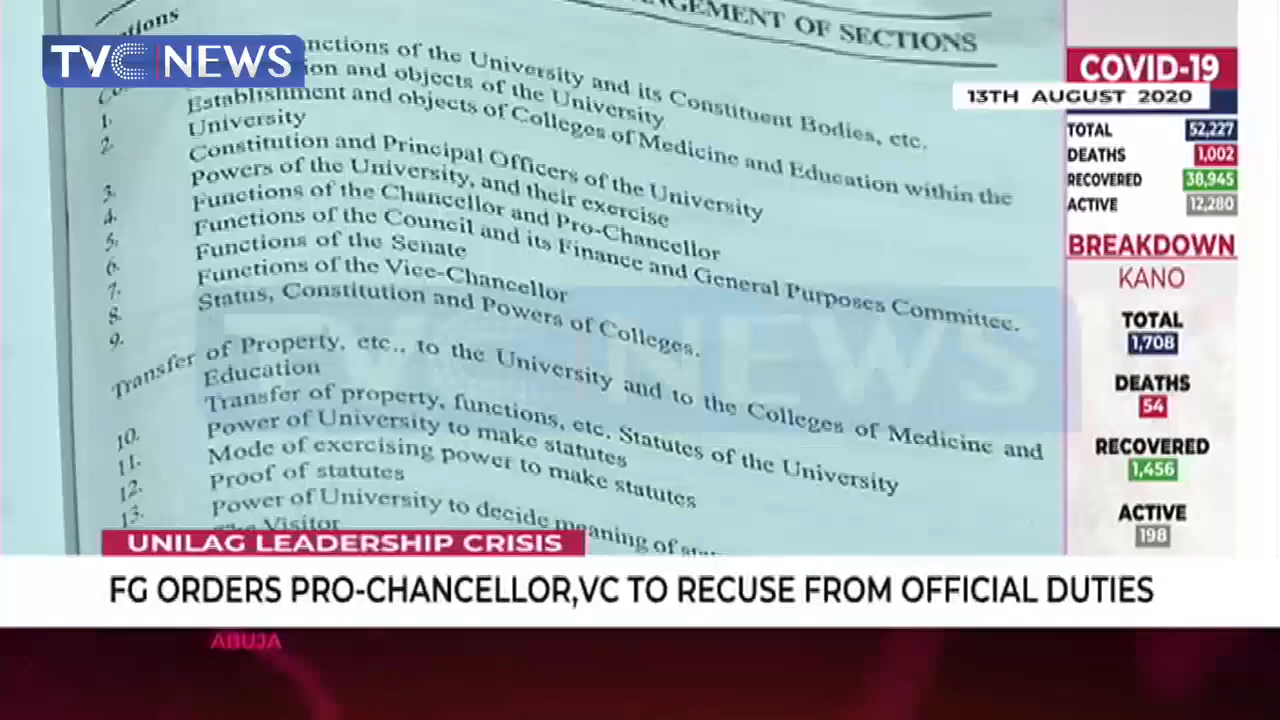 TVC NEWS
NGEMENT OF SECTIONS
nctions of the University and its Constituent Bodies, etc.
1.
ion and objects of the University
2.
Establishment and objects of Colleges of Medicine and Education within the
University
3.
Constitution and Principal Officers of the University
4.
Powers of the University, and their exercise
5.
Functions of the Chancellor and Pro-Chancellor
6.
Functions of the Council and its Finance and General Purposes Committee.
7.
Functions of the Senate
8.
Functions of the Vice-Chancellor
9.
Status, Constitution and Powers of Colleges.
Transfer of Property, etc., to the University and to the Colleges of Medicine and
Education
10.
Transfer of property, functions, etc. Statutes of the University
11.
Power of University to make statutes
12.
Mode of exercising power to make statutes
13.
Proof of statutes
Power of University to decide meaning of
Visitor
TVC NEWS
COVID-19
13TH AUGUST 2020
TOTAL 52,227
DEATHS 1,002
RECOVERED 38,945
ACTIVE 12,280
BREAKDOWN
KANO
TOTAL
1,708
DEATHS
54
RECOVERED
1,456
ACTIVE
198
UNILAG LEADERSHIP CRISIS
FG ORDERS PRO-CHANCELLOR,VC TO RECUSE FROM OFFICIAL DUTIES
ABUJA